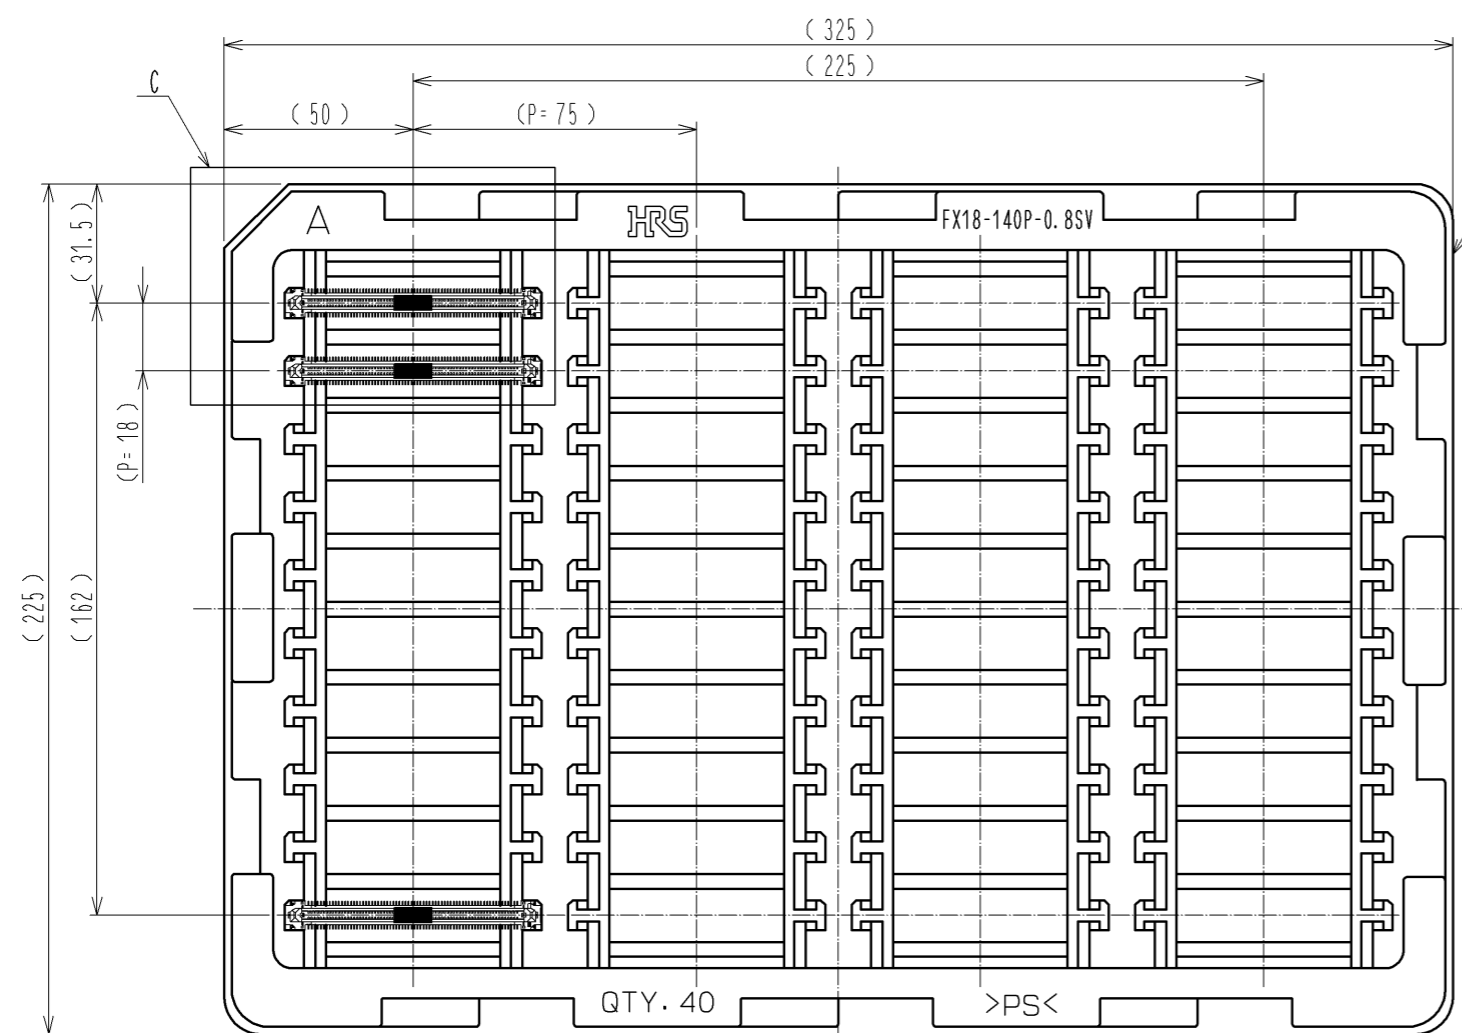 ( 325 )
( 225 )
C
( 50 )
(P=75 )
( 31.5 )
A
HRS
FX18-140P-0.8SV
(P=18 )
( 225 )
( 162 )
QTY. 40
>PS<